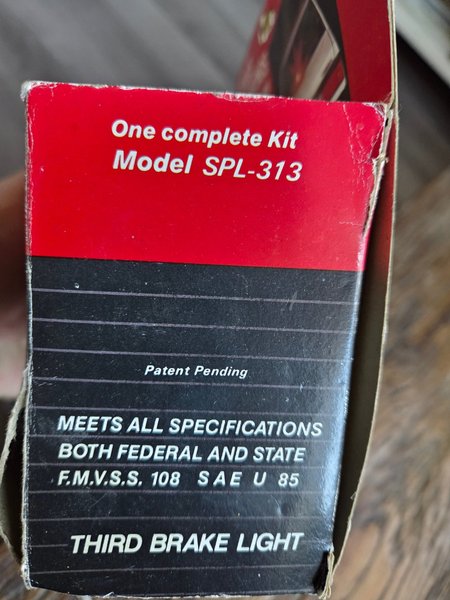 One complete Kit
Model SPL-313
Patent Pending
MEETS ALL SPECIFICATIONS
BOTH FEDERAL AND STATE
F.M.V.S.S. 108 SAE U 85
THIRD BRAKE LIGHT